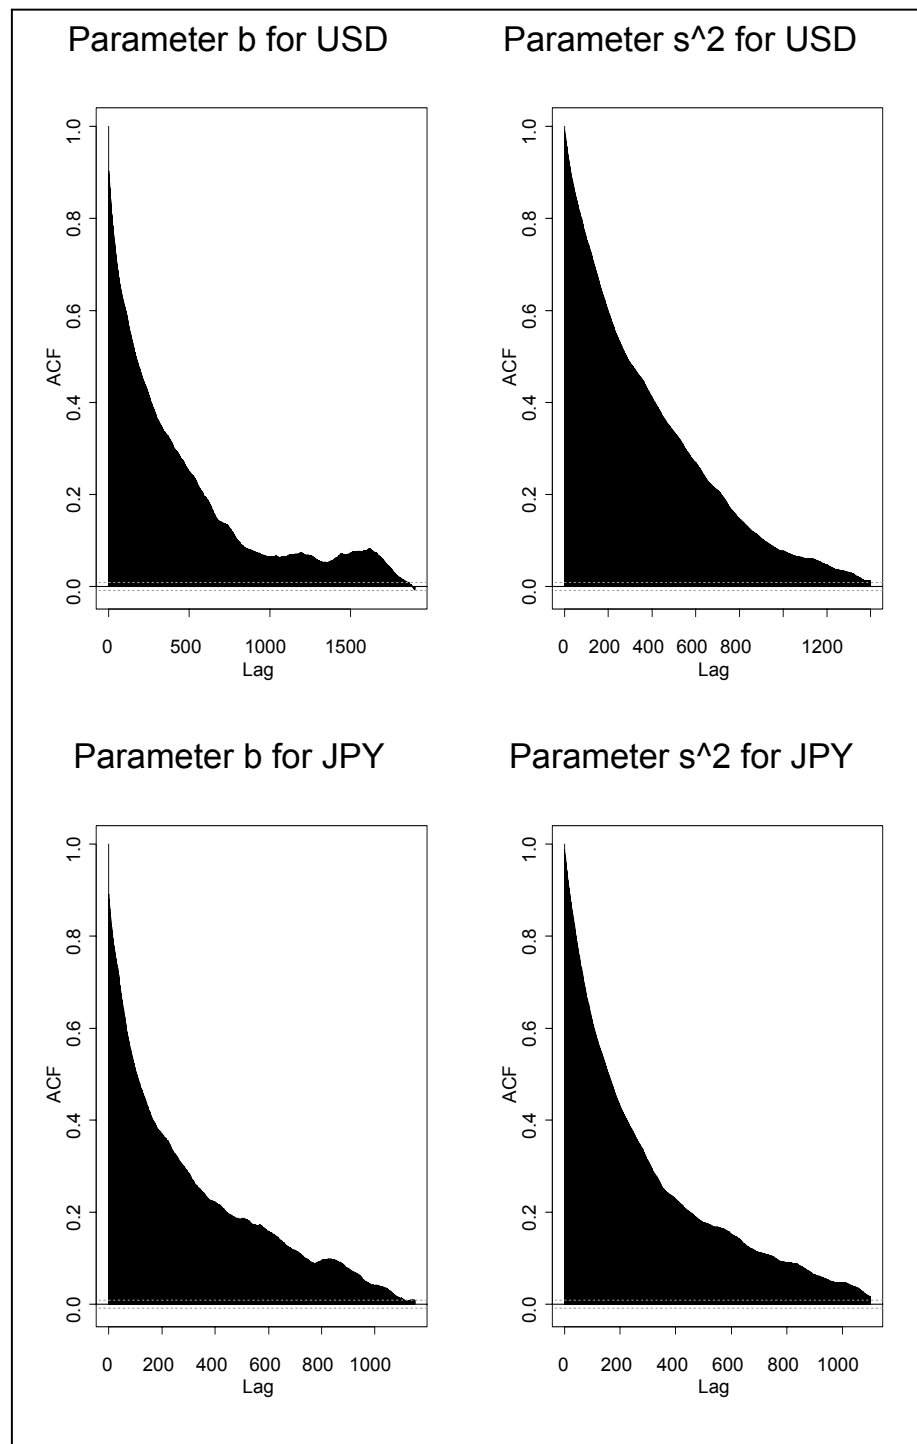 Parameter b for USD
ACF
0.0 0.2 0.4 0.6 0.8 1.0
0 500 1000 1500
Lag
Parameter s^2 for USD
ACF
0.0 0.2 0.4 0.6 0.8 1.0
0 200 400 600 800 1200
Lag
Parameter b for JPY
ACF
0.0 0.2 0.4 0.6 0.8 1.0
0 200 400 600 800 1000
Lag
Parameter s^2 for JPY
ACF
0.0 0.2 0.4 0.6 0.8 1.0
0 200 400 600 800 1000
Lag